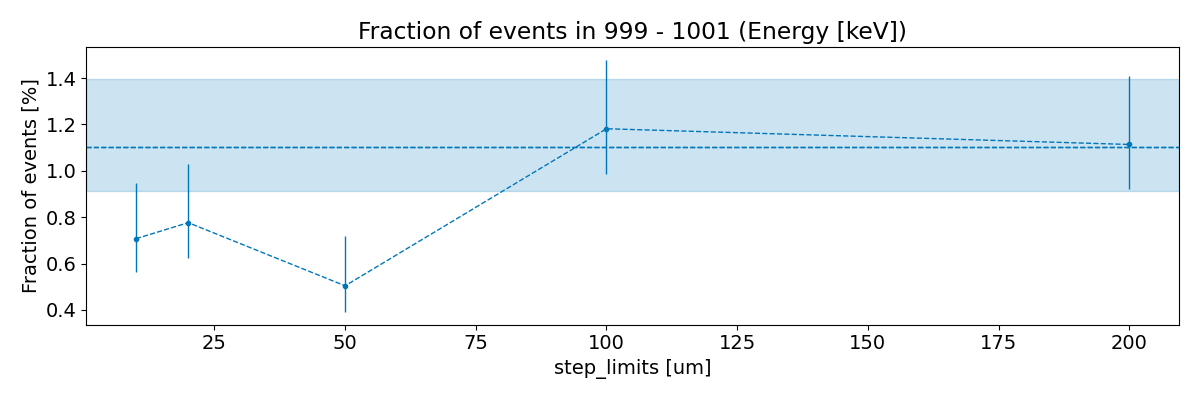 Fraction of events in 999 - 1001 (Energy [keV])
Fraction of events [%]
1.4
1.2
1.0
0.8
0.6
0.4
25 50 75 100 125 150 175 200
step_limits [um]